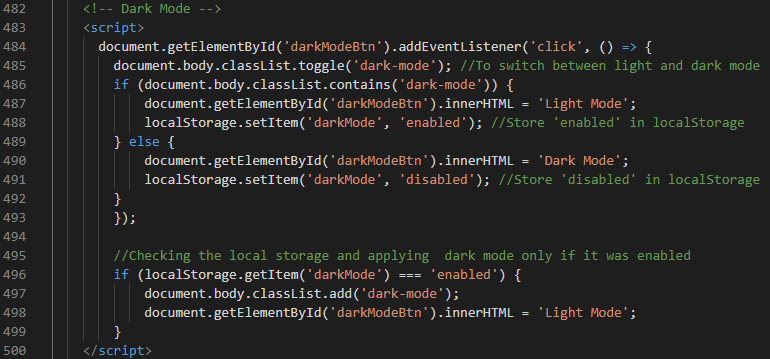 482 <!-- Dark Mode -->
483 <script>
484 document.getElementById('darkModeBtn').addEventListener('click', () => {
485 document.body.classList.toggle('dark-mode'); //To switch between light and dark mode
486 if (document.body.classList.contains('dark-mode')) {
487 document.getElementById('darkModeBtn').innerHTML = 'Light Mode';
488 localStorage.setItem('darkMode', 'enabled'); //Store 'enabled' in localStorage
489 } else {
490 document.getElementById('darkModeBtn').innerHTML = 'Dark Mode';
491 localStorage.setItem('darkMode', 'disabled'); //Store 'disabled' in localStorage
492 }
493 });
494
495 //Checking the local storage and applying  dark mode only if it was enabled
496 if (localStorage.getItem('darkMode') === 'enabled') {
497 document.body.classList.add('dark-mode');
498 document.getElementById('darkModeBtn').innerHTML = 'Light Mode';
499 }
500 </script>